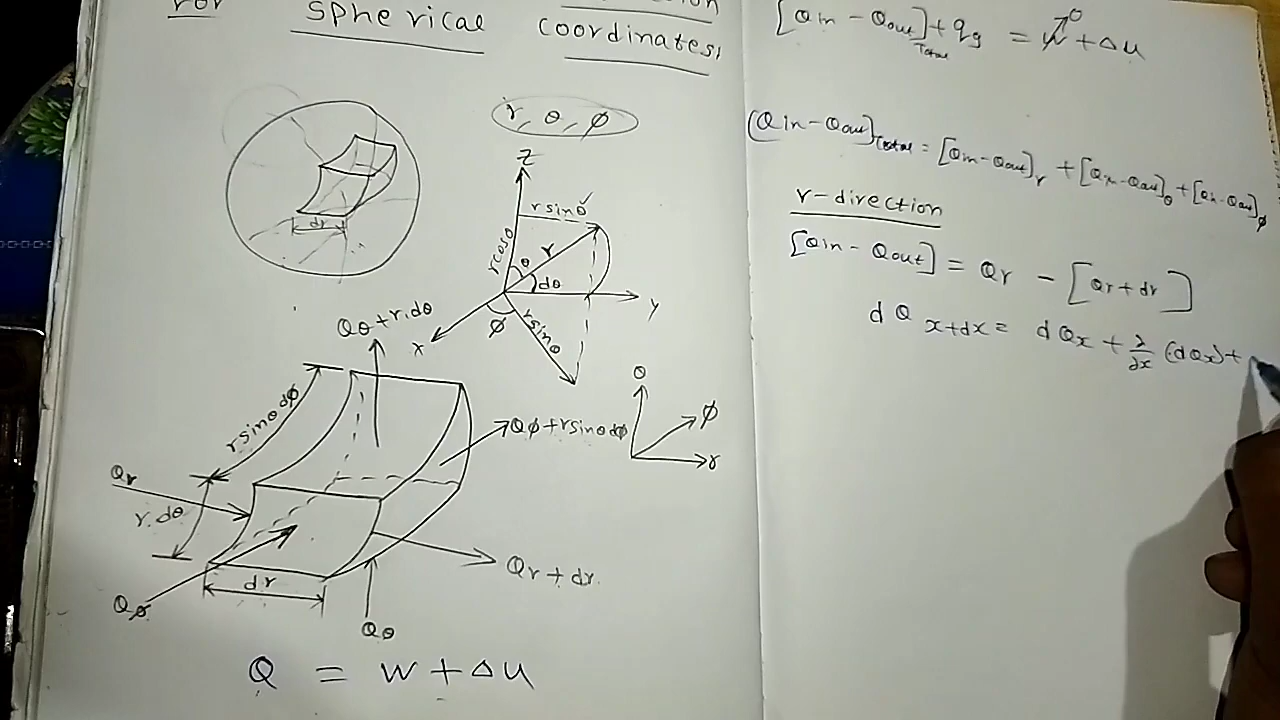 For
Spherical
coordinates,
r, θ, φ
Z
r sinθ
r cosθ
r
θ
dθ
y
φ
r sinθ
x
dr
Qθ + r.dθ
r sinθ dφ
Qφ + r sinθ dφ
θ
φ
r
Qr
r.dθ
Qr + dr.
dr
Qφ
Qθ
Q = W + ΔU
[Qin - Qout]Total + qg = W→0 + ΔU
[Qin - Qout]Total = [Qin - Qout]r + [Qin - Qout]θ + [Qin - Qout]φ
r-direction
[Qin - Qout] = Qr - [Qr + dr]
dQ x+dx = dQx + ∂/∂x (dQx) +